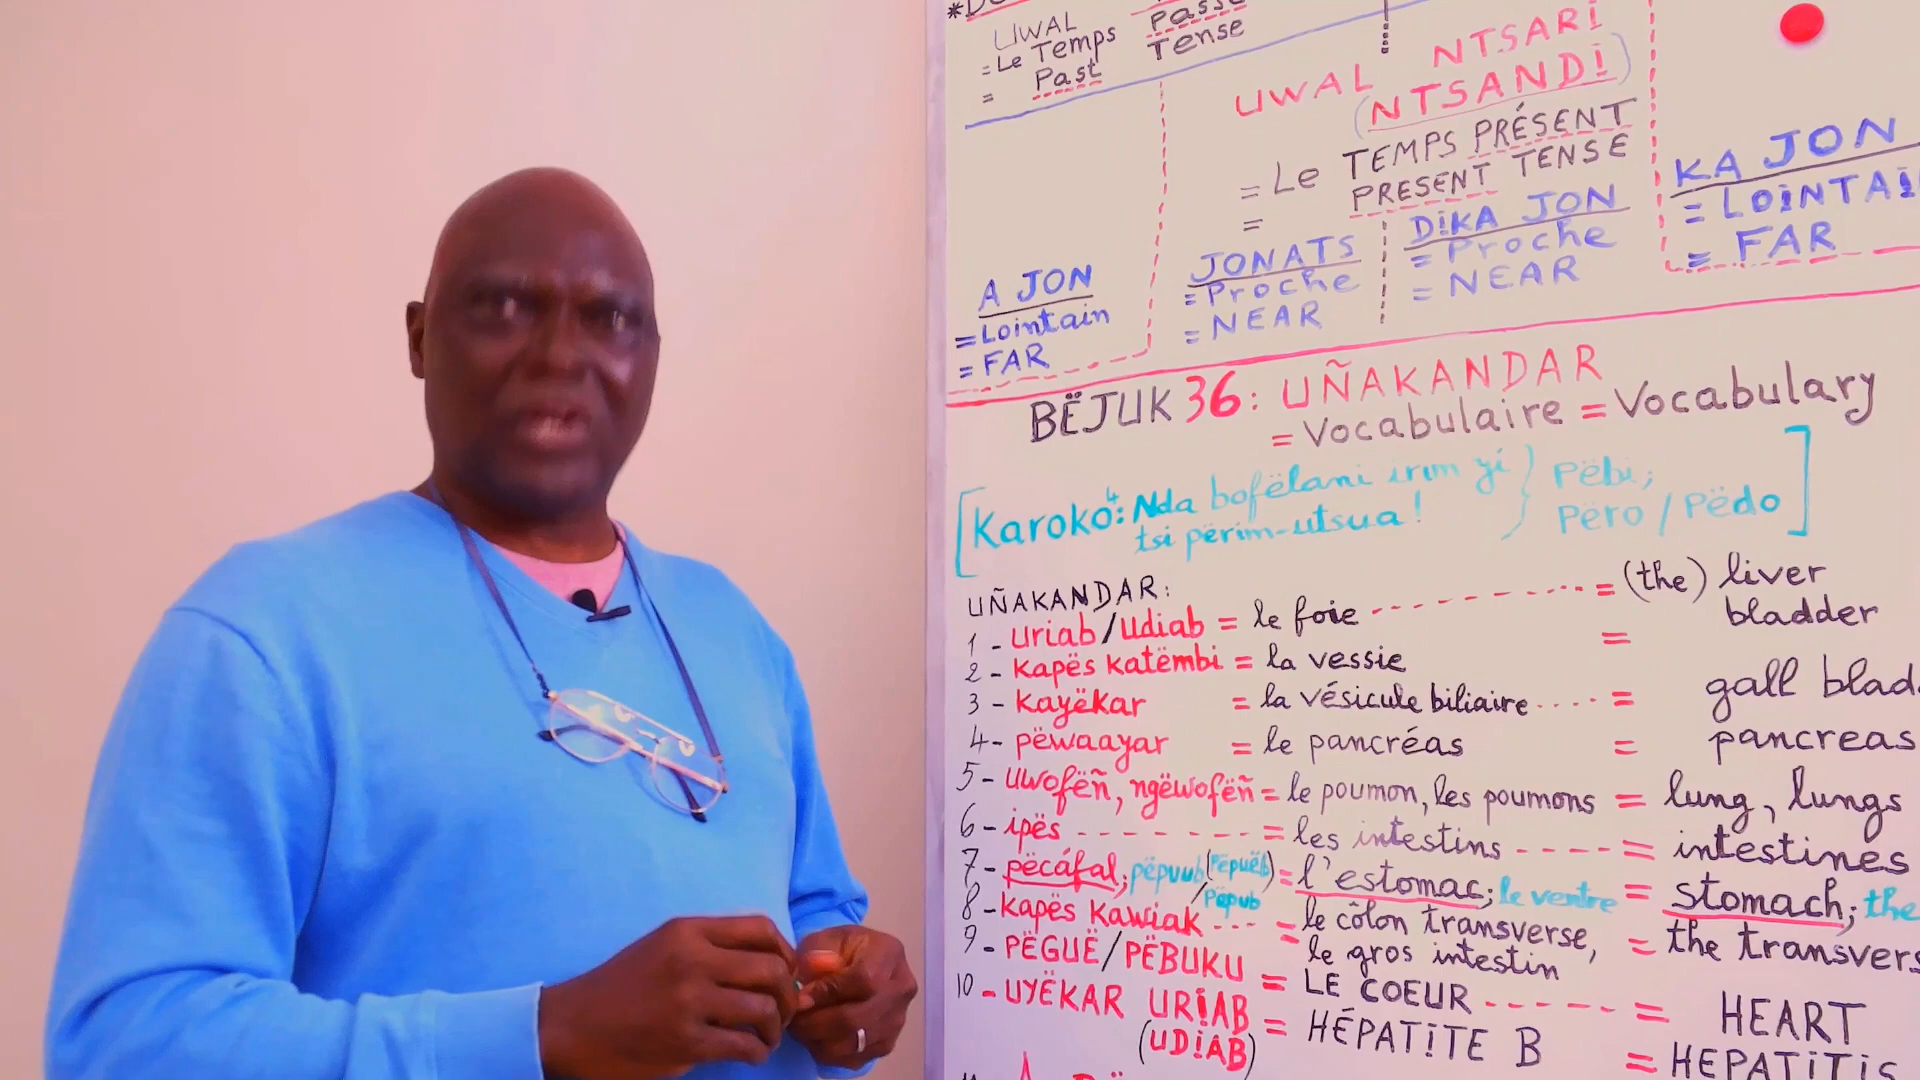 UWAL
= Le Temps Passé
= Past Tense
UWAL NTSARI
(NTSANDI)
= Le TEMPS PRÉSENT
= PRESENT TENSE
A JON
= Lointain
= FAR
JONATS
= Proche
= NEAR
DIKA JON
= Proche
= NEAR
KA JON
= LOINTAI
= FAR
BËJUK 36: UÑAKANDAR
= Vocabulaire = Vocabulary
[Karoko4: Nda bofëlani irim yi } Pëbi;
tsi përim-utsua! Përo / Pëdo]
UÑAKANDAR:
1 - uriab/udiab = le foie = (the) liver
2 - kapës katëmbi = la vessie = bladder
3 - kayëkar = la vésicule biliaire = gall blad
4 - pëwaayar = le pancréas = pancreas
5 - uwofëñ, ngëwofëñ = le poumon, les poumons = lung, lungs
6 - ipës = les intestins = intestines
7 - pëcáfal; pëpuub (Pëpuëb) / Pëpub = l'estomac; le ventre = stomach; the
8 - kapës kawiak = le côlon transverse, = the transvers
= le gros intestin
9 - PËGUË/PËBUKU = LE COEUR = HEART
10 - UYËKAR URIAB (UDIAB) = HÉPATITE B = HEPATITIS